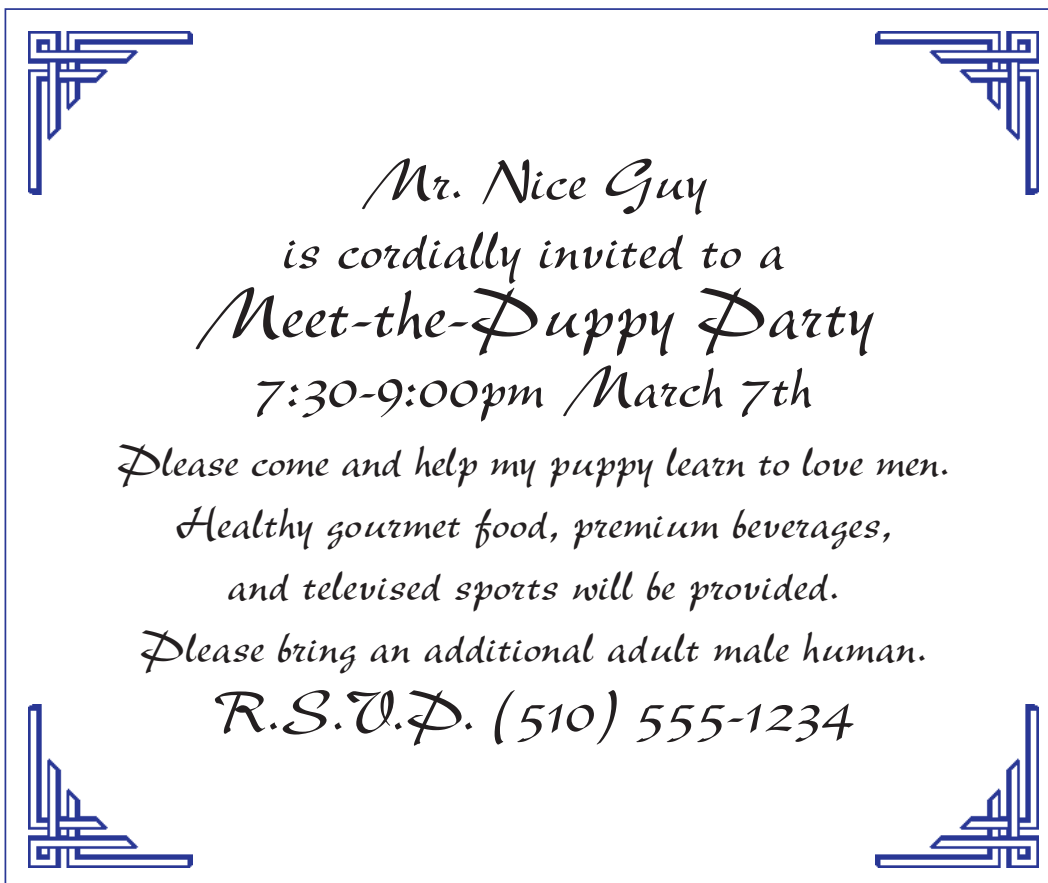 Mr. Nice Guy
is cordially invited to a
Meet-the-Puppy Party
7:30-9:00pm March 7th
Please come and help my puppy learn to love men.
Healthy gourmet food, premium beverages,
and televised sports will be provided.
Please bring an additional adult male human.
R.S.V.P. (510) 555-1234